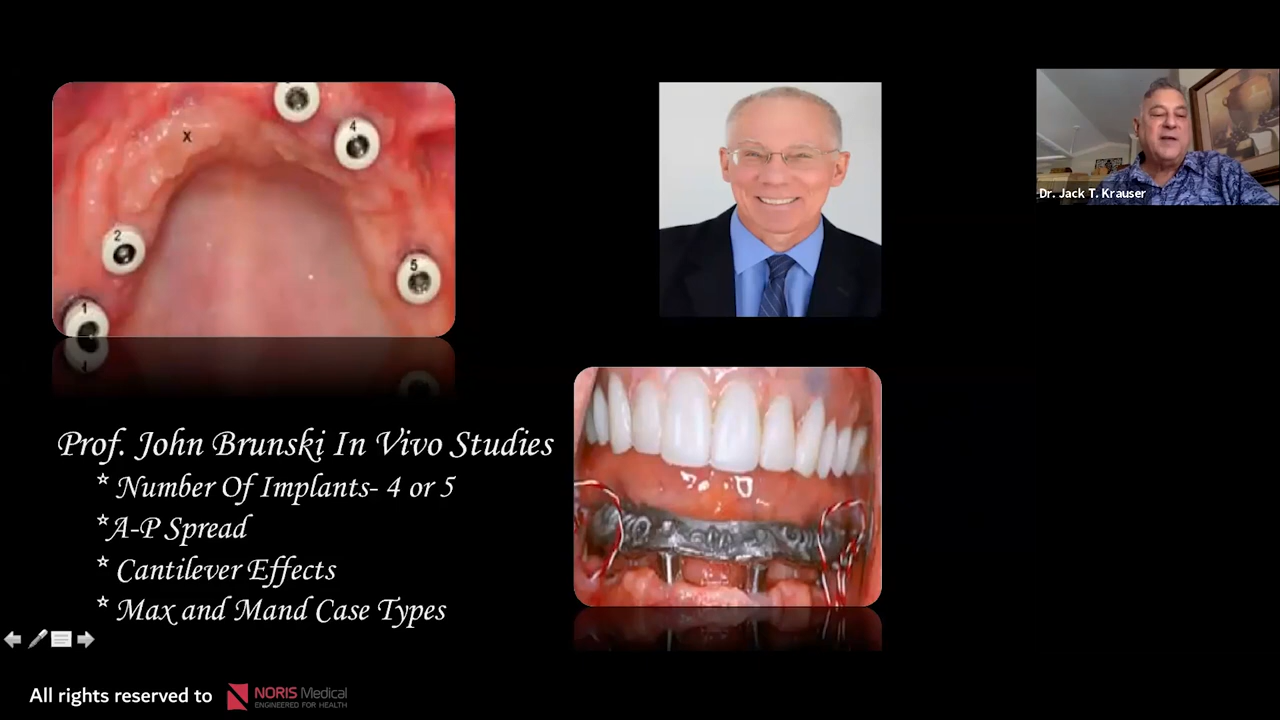 4
X
2
5
1
Dr. Jack T. Krauser
Prof. John Brunski In Vivo Studies
* Number Of Implants- 4 or 5
*A-P Spread
* Cantilever Effects
* Max and Mand Case Types
All rights reserved to NORIS Medical
ENGINEERED FOR HEALTH